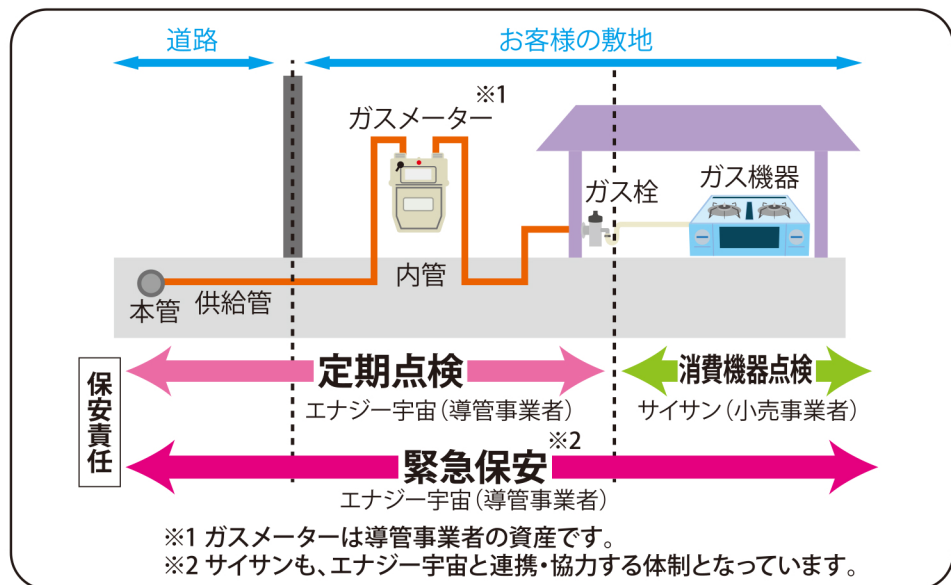 道路
お客様の敷地
※1
ガスメーター
ガス栓
ガス機器
内管
本管
供給管
保安責任
定期点検
エナジー宇宙(導管事業者)
消費機器点検
サイサン(小売事業者)
※2
緊急保安
エナジー宇宙(導管事業者)
※1 ガスメーターは導管事業者の資産です。
※2 サイサンも、エナジー宇宙と連携・協力する体制となっています。